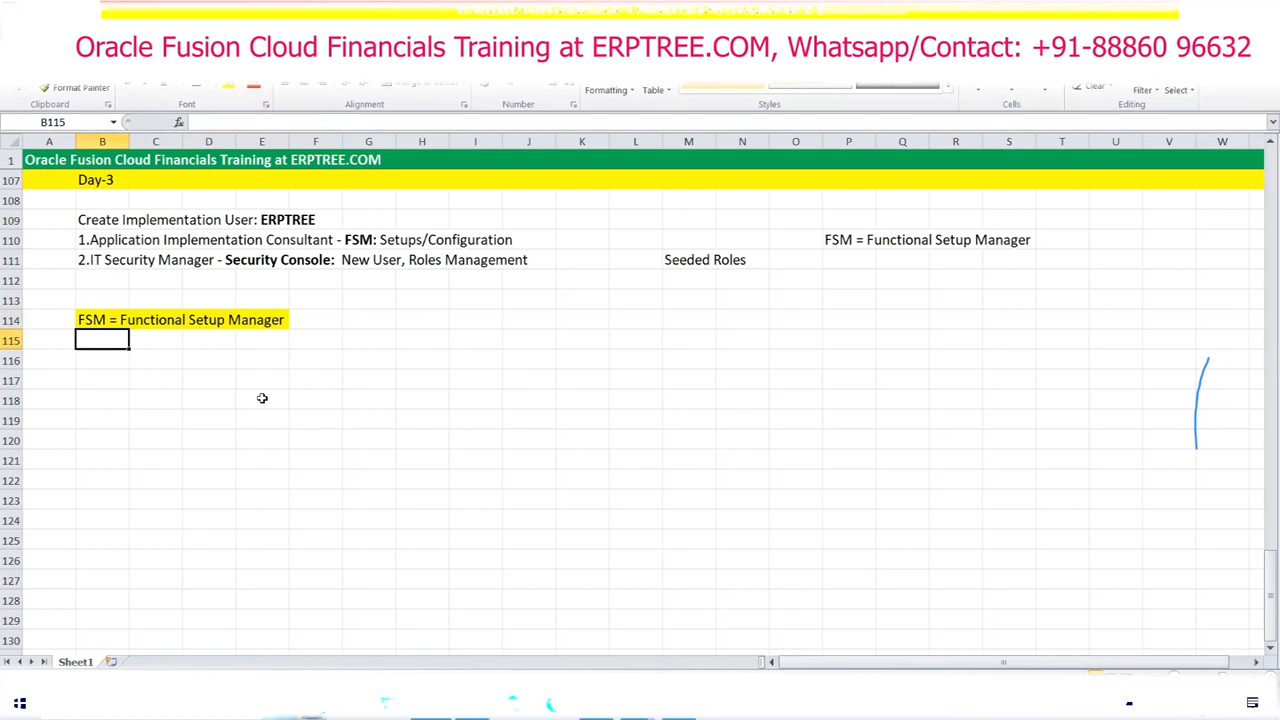 Oracle Fusion Cloud Financials Training at ERPTREE.COM, Whatsapp/Contact: +91-88860 96632
Format Painter
Merge & Center
Formatting Table Clear Filter Select
Clipboard Font Alignment Number Styles Cells Editing
B115 fx
A B C D E F G H I J K L M N O P Q R S T U V W
1 Oracle Fusion Cloud Financials Training at ERPTREE.COM
107 Day-3
108
109 Create Implementation User: ERPTREE
110 1.Application Implementation Consultant - FSM: Setups/Configuration FSM = Functional Setup Manager
111 2.IT Security Manager - Security Console: New User, Roles Management Seeded Roles
112
113
114 FSM = Functional Setup Manager
115
116
117
118
119
120
121
122
123
124
125
126
127
128
129
130
Sheet1